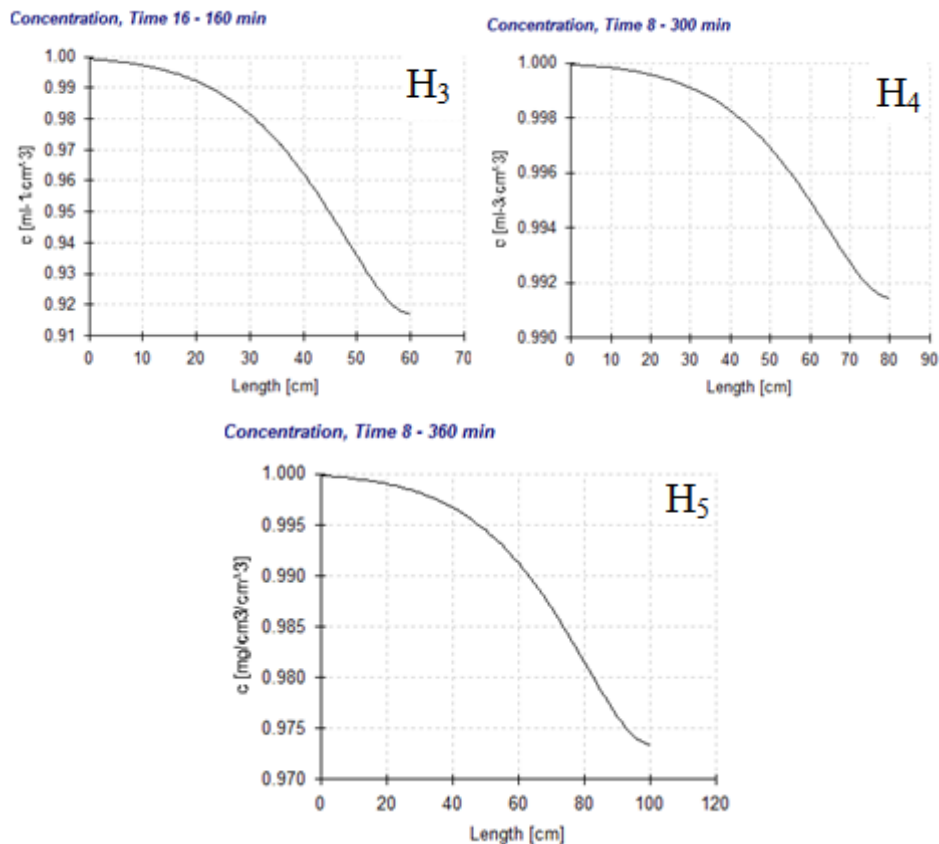 Concentration, Time 16 - 160 min
1.00
0.99
0.98
0.97
0.96
0.95
0.94
0.93
0.92
0.91
c [ml-1/cm^3]
H3
0 10 20 30 40 50 60 70
Length [cm]
Concentration, Time 8 - 300 min
1.000
0.998
0.996
0.994
0.992
0.990
c [ml-3/cm^3]
H4
0 10 20 30 40 50 60 70 80 90
Length [cm]
Concentration, Time 8 - 360 min
1.000
0.995
0.990
0.985
0.980
0.975
0.970
c [mg/cm3/cm^3]
H5
0 20 40 60 80 100 120
Length [cm]